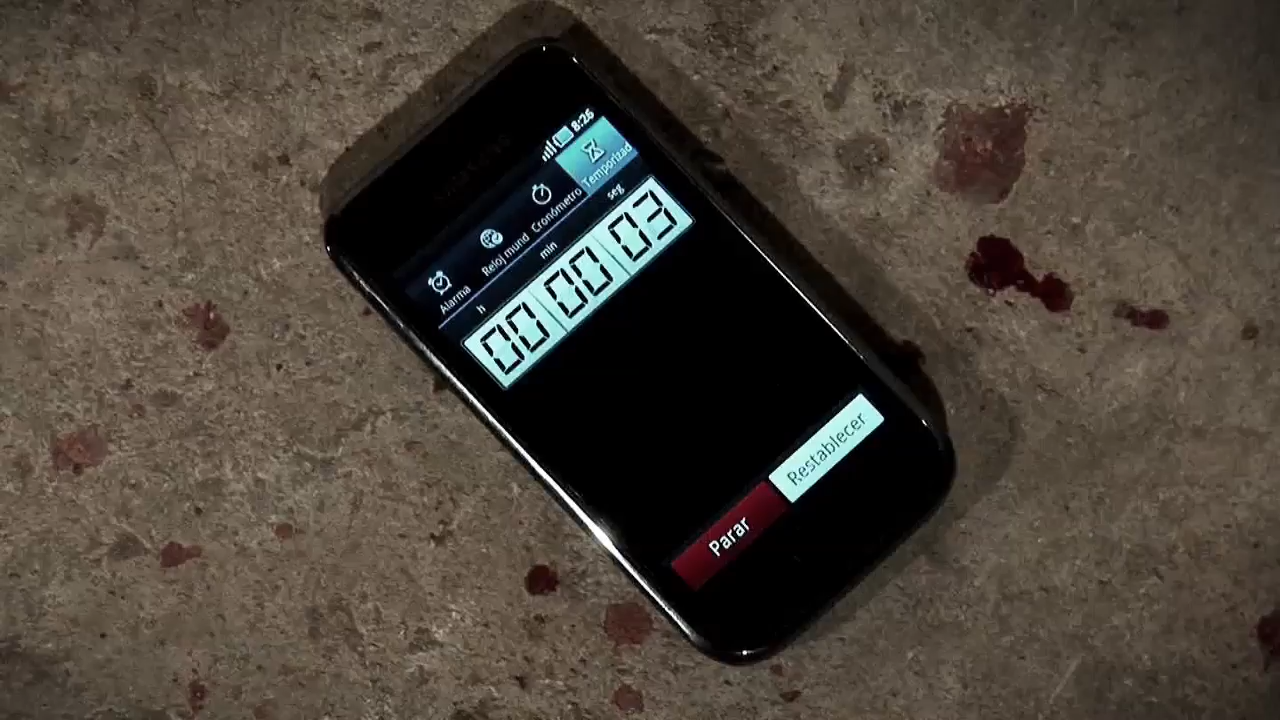 8:26
Alarma
Reloj mund
Cronómetro
Temporizad
h
min
seg
00
00
03
Parar
Restablecer